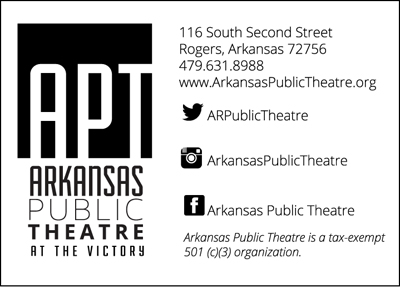 APT
ARKANSAS
PUBLIC
THEATRE
AT THE VICTORY
116 South Second Street
Rogers, Arkansas 72756
479.631.8988
www.ArkansasPublicTheatre.org
ARPublicTheatre
ArkansasPublicTheatre
Arkansas Public Theatre
Arkansas Public Theatre is a tax-exempt
501 (c)(3) organization.